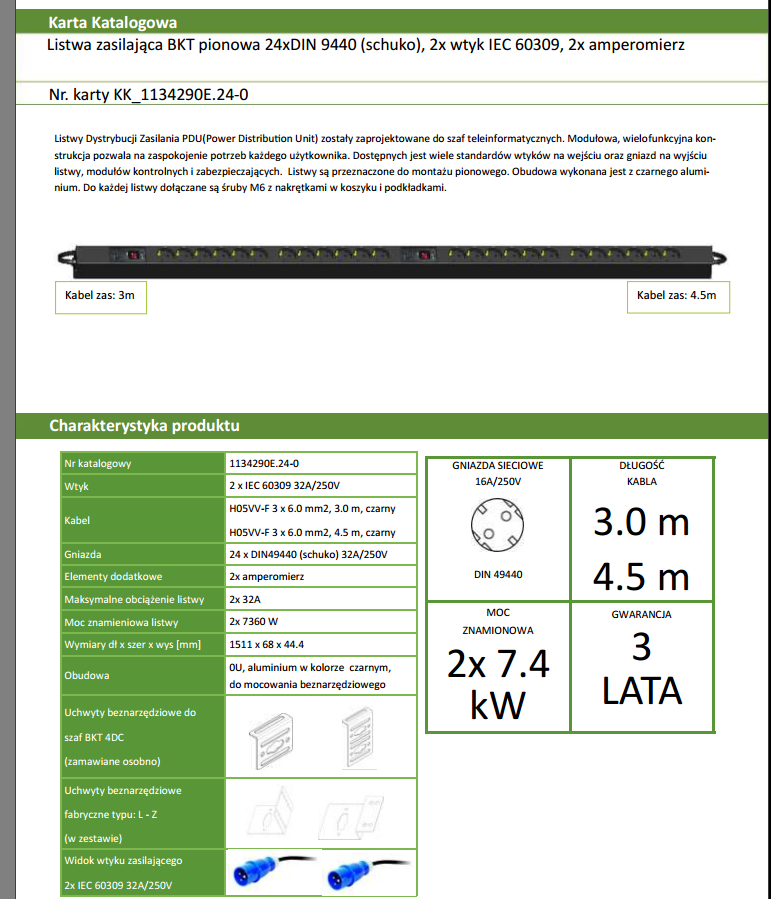 Karta Katalogowa
Listwa zasilająca BKT pionowa 24xDIN 9440 (schuko), 2x wtyk IEC 60309, 2x amperomierz
Nr. karty KK_1134290E.24-0
Listwy Dystrybucji Zasilania PDU(Power Distribution Unit) zostały zaprojektowane do szaf teleinformatycznych. Modułowa, wielofunkcyjna kon-
strukcja pozwala na zaspokojenie potrzeb każdego użytkownika. Dostępnych jest wiele standardów wtyków na wejściu oraz gniazd na wyjściu
listwy, modułów kontrolnych i zabezpieczających. Listwy są przeznaczone do montażu pionowego. Obudowa wykonana jest z czarnego alumi-
nium. Do każdej listwy dołączane są śruby M6 z nakrętkami w koszyku i podkładkami.
Kabel zas: 3m
Kabel zas: 4.5m
Charakterystyka produktu
Nr katalogowy
1134290E.24-0
Wtyk
2 x IEC 60309 32A/250V
Kabel
H05VV-F 3 x 6.0 mm2, 3.0 m, czarny
H05VV-F 3 x 6.0 mm2, 4.5 m, czarny
Gniazda
24 x DIN49440 (schuko) 32A/250V
Elementy dodatkowe
2x amperomierz
Maksymalne obciążenie listwy
2x 32A
Moc znamieniowa listwy
2x 7360 W
Wymiary dł x szer x wys [mm]
1511 x 68 x 44.4
Obudowa
0U, aluminium w kolorze czarnym,
do mocowania beznarzędziowego
Uchwyty beznarzędziowe do
szaf BKT 4DC
(zamawiane osobno)
Uchwyty beznarzędziowe
fabryczne typu: L - Z
(w zestawie)
Widok wtyku zasilającego
2x IEC 60309 32A/250V
GNIAZDA SIECIOWE
16A/250V
DIN 49440
DŁUGOŚĆ
KABLA
3.0 m
4.5 m
MOC
ZNAMIONOWA
2x 7.4
kW
GWARANCJA
3
LATA